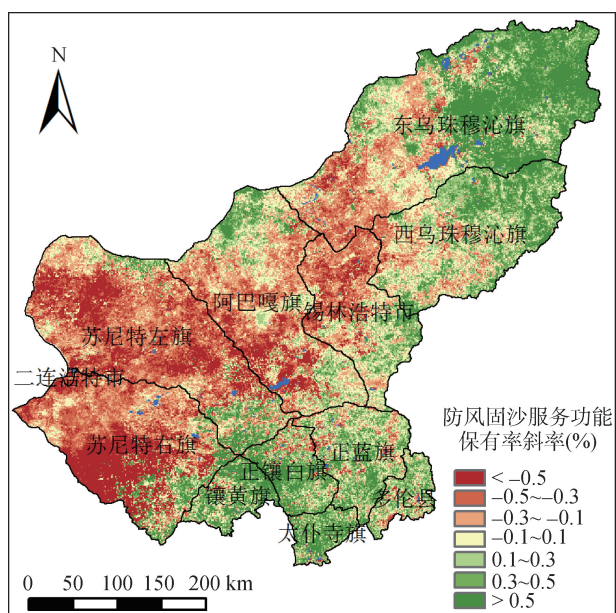 N
东乌珠穆沁旗
西乌珠穆沁旗
阿巴嘎旗
锡林浩特市
苏尼特左旗
二连浩特市
苏尼特右旗
正镶白旗
正蓝旗
镶黄旗
多伦县
太仆寺旗
防风固沙服务功能
保有率斜率(%)
< −0.5
−0.5~−0.3
−0.3~ −0.1
−0.1~0.1
0.1~0.3
0.3~0.5
> 0.5
0 50 100 150 200 km